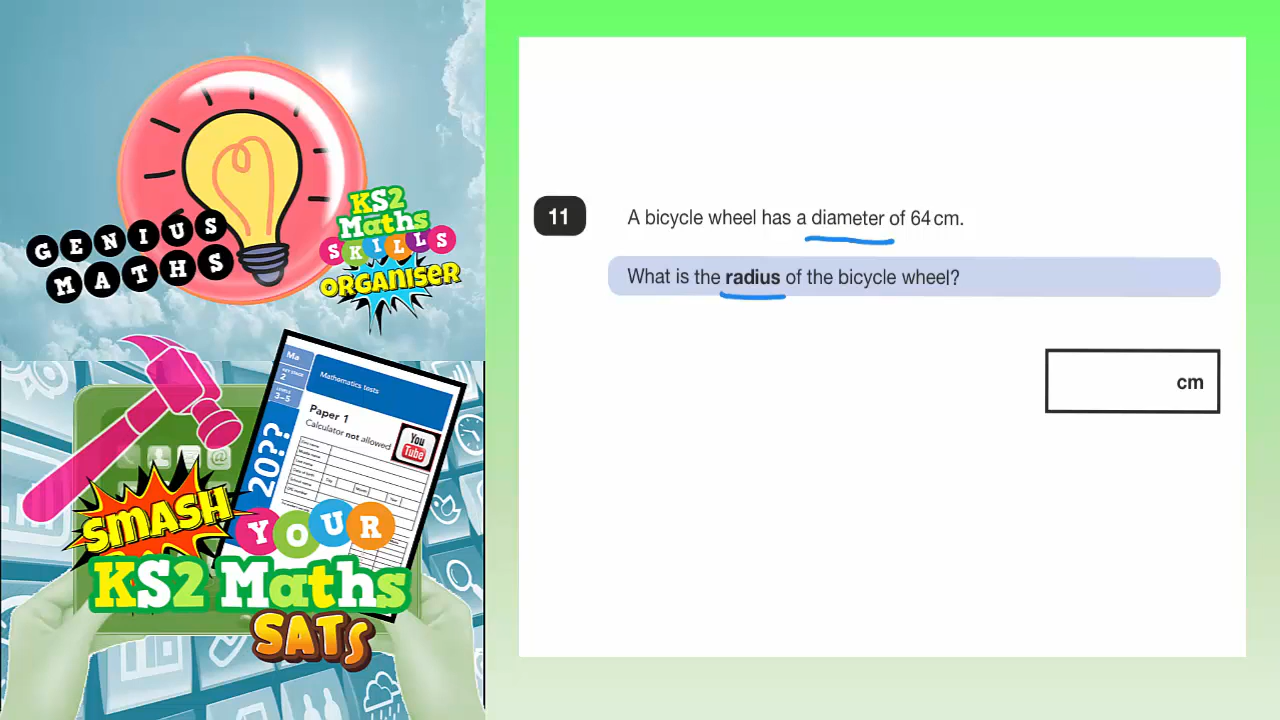 GENIUS
MATHS
KS2
Maths
SKILLS
ORGANISER
Ma
KEY STAGE
2
LEVELS
3–5
Mathematics tests
Paper 1
Calculator not allowed
20??
You
Tube
SMASH
YOUR
KS2 Maths
SATS
11
A bicycle wheel has a diameter of 64 cm.
What is the radius of the bicycle wheel?
cm